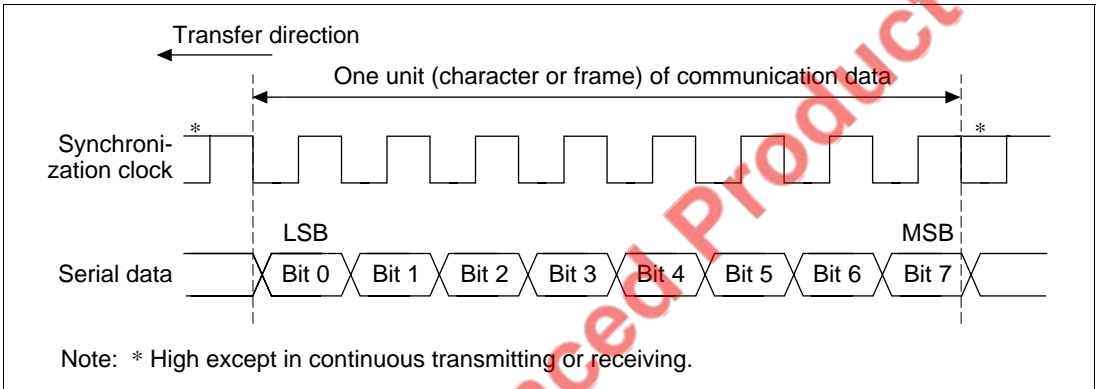 Transfer direction
One unit (character or frame) of communication data
*
*
Synchroni-
zation clock
LSB
MSB
Serial data
Bit 0
Bit 1
Bit 2
Bit 3
Bit 4
Bit 5
Bit 6
Bit 7
Note: * High except in continuous transmitting or receiving.
nced Product